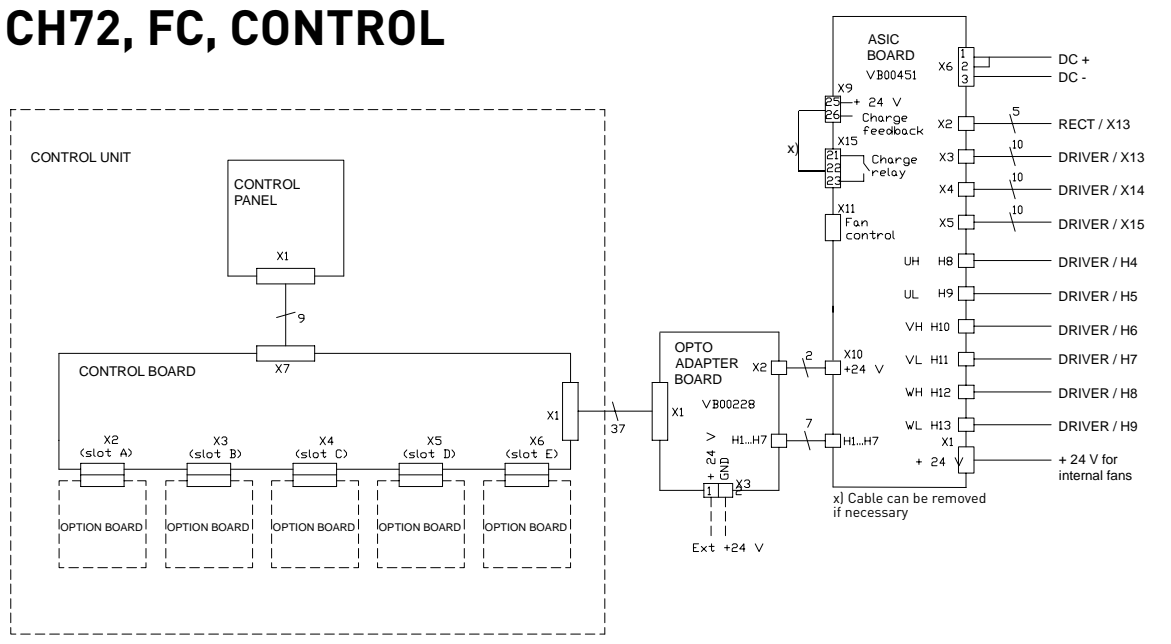 CH72, FC, CONTROL
CONTROL UNIT
CONTROL
PANEL
X1
9
X7
CONTROL BOARD
X1
37
X2
(slot A)
X3
(slot B)
X4
(slot C)
X5
(slot D)
X6
(slot E)
OPTION BOARD
OPTION BOARD
OPTION BOARD
OPTION BOARD
OPTION BOARD
OPTO
ADAPTER
BOARD
VB00228
X1
X2
2
H1...H7
7
+ 24 V
GND
1
2
X3
Ext +24 V
ASIC
BOARD
VB00451
X9
25
+ 24 V
26
Charge
feedback
x)
X15
21
22
23
Charge
relay
X11
Fan
control
X10
+24 V
H1...H7
X6
1
2
3
DC +
DC -
X2
5
RECT / X13
X3
10
DRIVER / X13
X4
10
DRIVER / X14
X5
10
DRIVER / X15
UH H8
DRIVER / H4
UL H9
DRIVER / H5
VH H10
DRIVER / H6
VL H11
DRIVER / H7
WH H12
DRIVER / H8
WL H13
DRIVER / H9
X1
+ 24 V
+ 24 V for
internal fans
x) Cable can be removed
if necessary